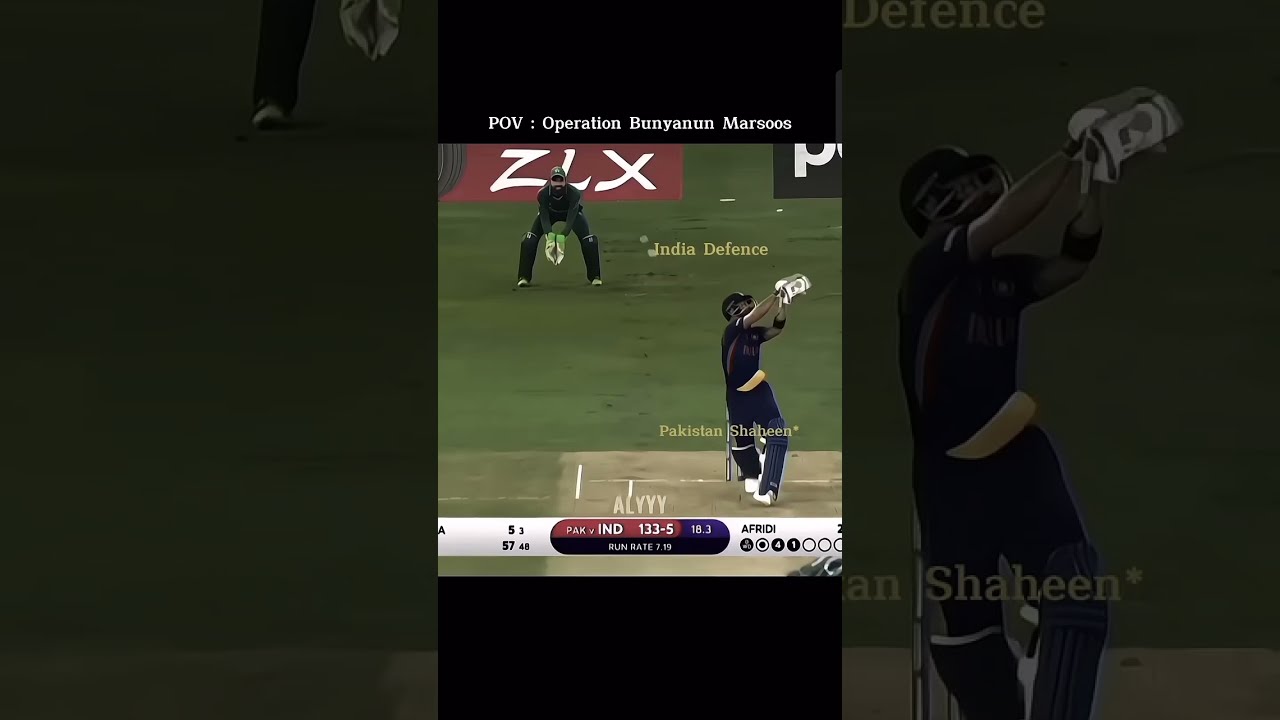 Defence
POV : Operation Bunyanun Marsoos
ZLX
India Defence
Pakistan Shaheen*
ALYYY
A 5 3
57 48
PAK v IND 133-5 18.3
RUN RATE 7.19
AFRIDI 2
4 1
an Shaheen*